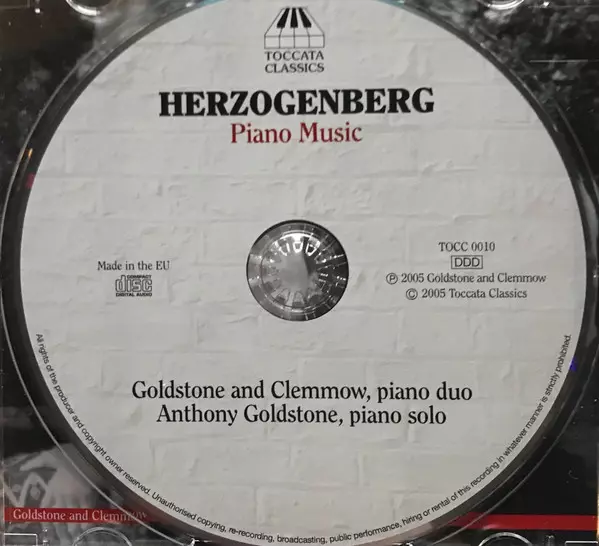 TOCCATA
CLASSICS
HERZOGENBERG
Piano Music
Made in the EU
COMPACT
disc
DIGITAL AUDIO
TOCC 0010
DDD
℗ 2005 Goldstone and Clemmow
© 2005 Toccata Classics
Goldstone and Clemmow, piano duo
Anthony Goldstone, piano solo
All rights of the producer and copyright owner reserved. Unauthorised copying, re-recording, broadcasting, public performance, hiring or rental of this recording in whatever manner is strictly prohibited.
Goldstone and Clemmow